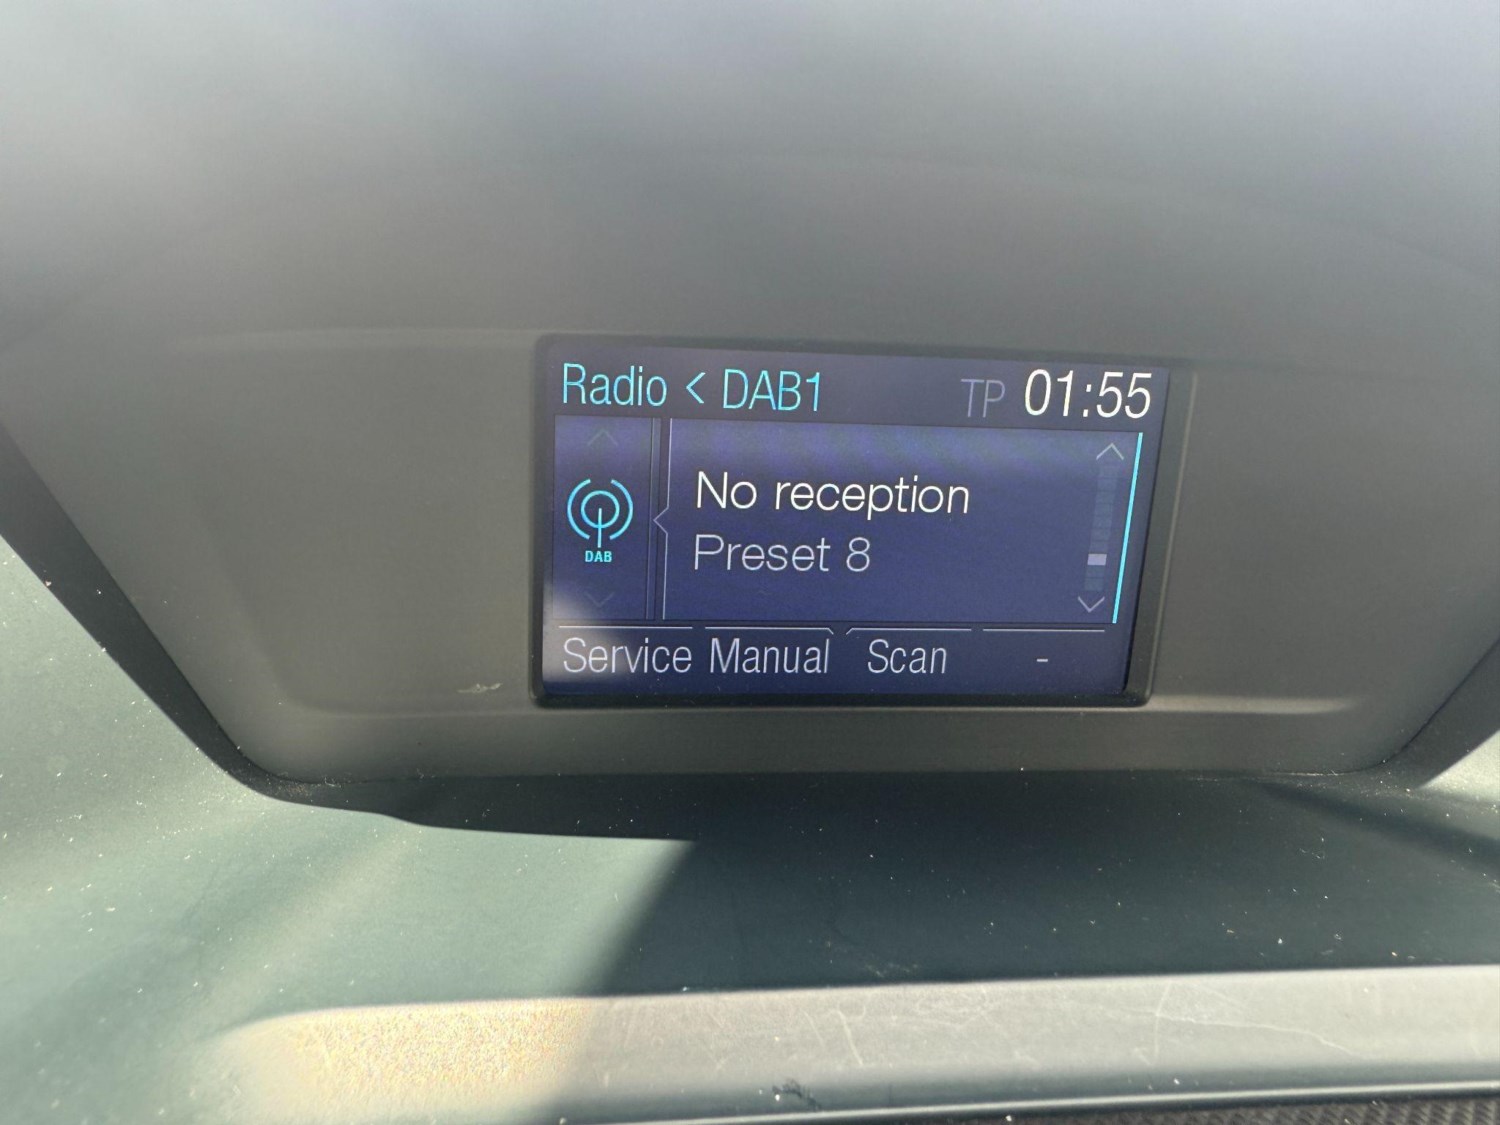 Radio < DAB1 TP 01:55
No reception
DAB
Preset 8
Service Manual Scan -